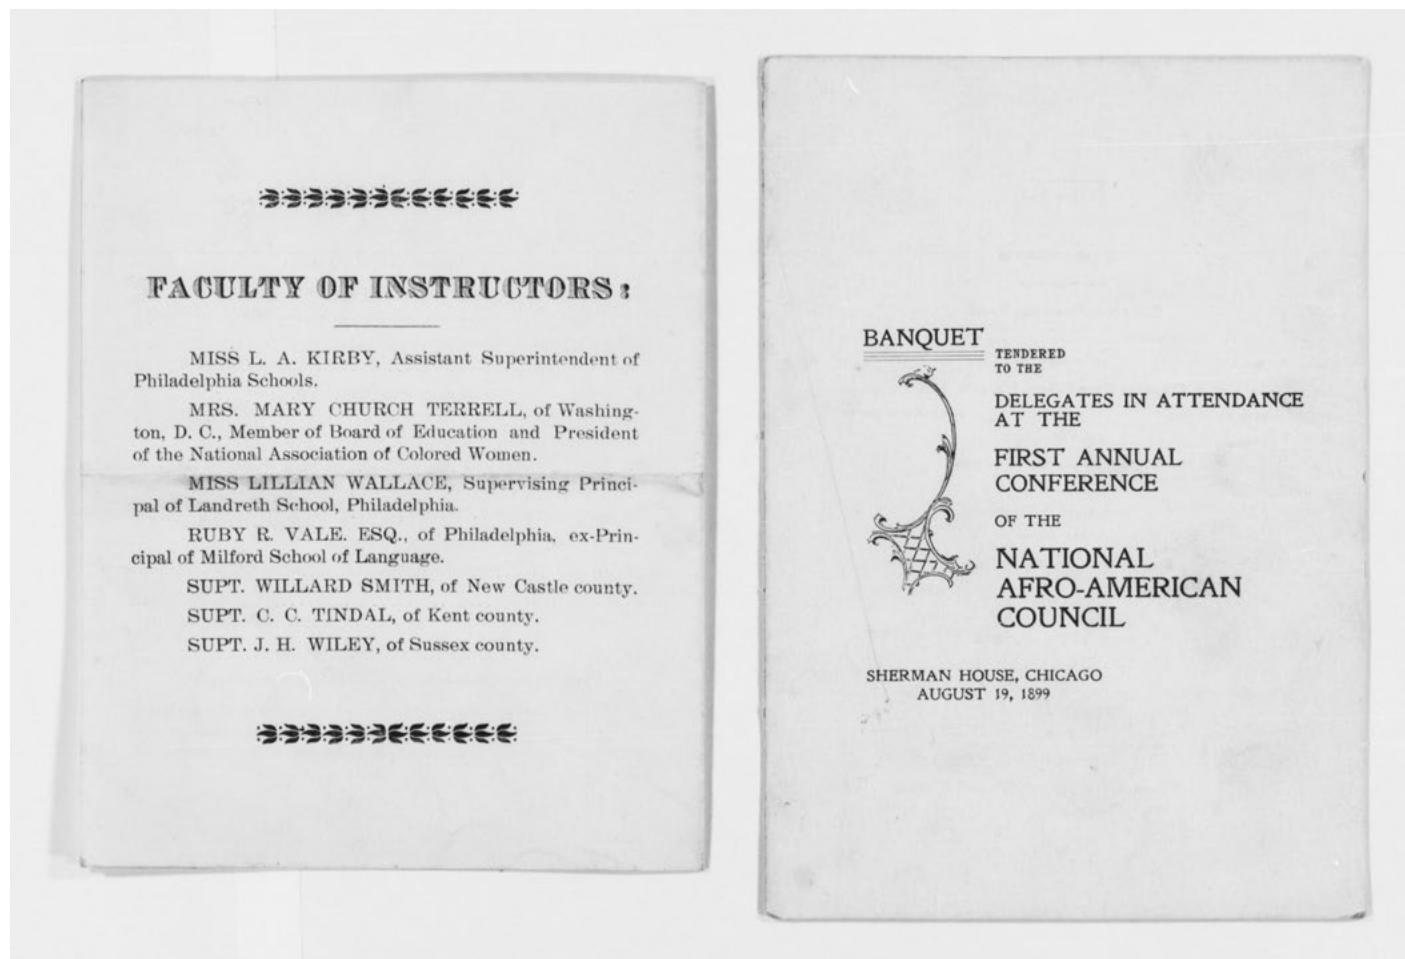 FACULTY OF INSTRUCTORS:
MISS L. A. KIRBY, Assistant Superintendent of
Philadelphia Schools.
MRS. MARY CHURCH TERRELL, of Washing-
ton, D. C., Member of Board of Education and President
of the National Association of Colored Women.
MISS LILLIAN WALLACE, Supervising Princi-
pal of Landreth School, Philadelphia.
RUBY R. VALE. ESQ., of Philadelphia, ex-Prin-
cipal of Milford School of Language.
SUPT. WILLARD SMITH, of New Castle county.
SUPT. C. C. TINDAL, of Kent county.
SUPT. J. H. WILEY, of Sussex county.
BANQUET
TENDERED
TO THE
DELEGATES IN ATTENDANCE
AT THE
FIRST ANNUAL
CONFERENCE
OF THE
NATIONAL
AFRO-AMERICAN
COUNCIL
SHERMAN HOUSE, CHICAGO
AUGUST 19, 1899